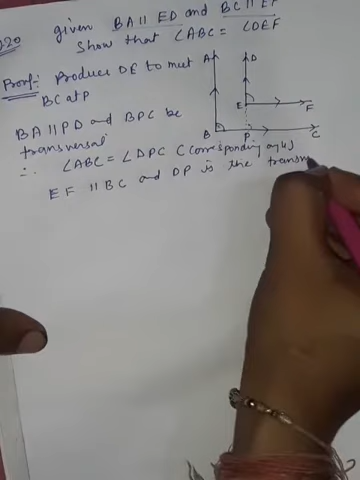 Q20 given BA || ED and BC || EF
Show that ∠ABC = ∠DEF
Proof:- Produce DE to meet
BC at P
BA || PD and BPC be
transversal
∴ ∠ABC = ∠DPC (corresponding ∠s)
EF || BC and DP is the transv
A
D
E
F
B
P
C